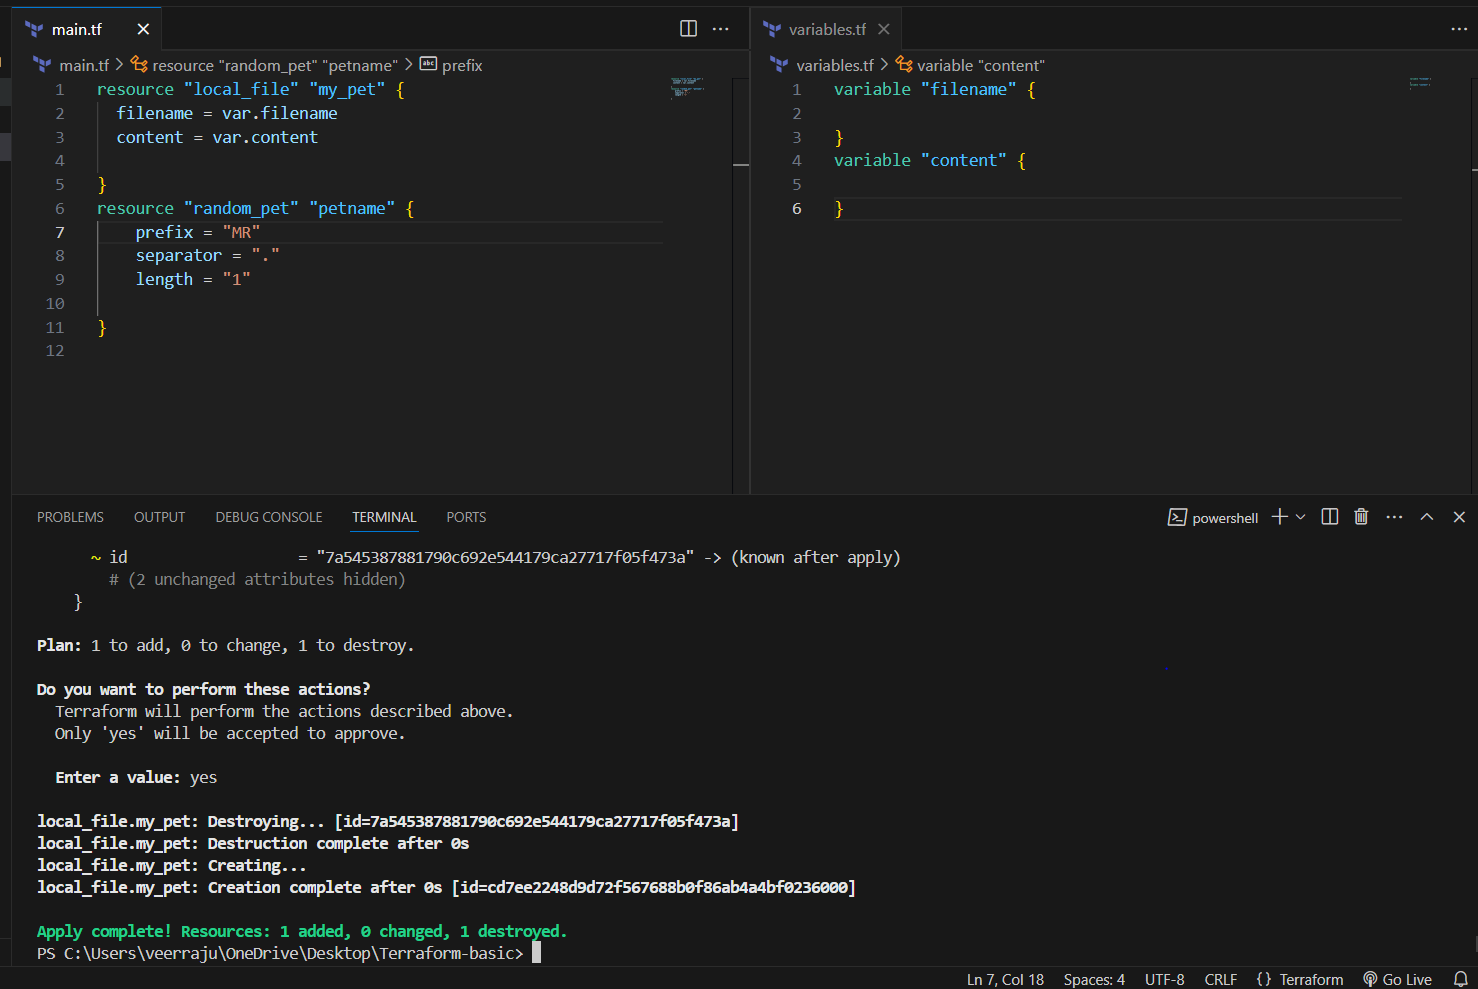 main.tf
main.tf > resource "random_pet" "petname" > abc prefix
1 resource "local_file" "my_pet" {
2 filename = var.filename
3 content = var.content
4
5 }
6 resource "random_pet" "petname" {
7 prefix = "MR"
8 separator = "."
9 length = "1"
10
11 }
12
variables.tf
variables.tf > variable "content"
1 variable "filename" {
2
3 }
4 variable "content" {
5
6 }
PROBLEMS OUTPUT DEBUG CONSOLE TERMINAL PORTS powershell
~ id = "7a545387881790c692e544179ca27717f05f473a" -> (known after apply)
# (2 unchanged attributes hidden)
}
Plan: 1 to add, 0 to change, 1 to destroy.
Do you want to perform these actions?
Terraform will perform the actions described above.
Only 'yes' will be accepted to approve.
Enter a value: yes
local_file.my_pet: Destroying... [id=7a545387881790c692e544179ca27717f05f473a]
local_file.my_pet: Destruction complete after 0s
local_file.my_pet: Creating...
local_file.my_pet: Creation complete after 0s [id=cd7ee2248d9d72f567688b0f86ab4a4bf0236000]
Apply complete! Resources: 1 added, 0 changed, 1 destroyed.
PS C:\Users\veerraju\OneDrive\Desktop\Terraform-basic>
Ln 7, Col 18 Spaces: 4 UTF-8 CRLF {} Terraform Go Live